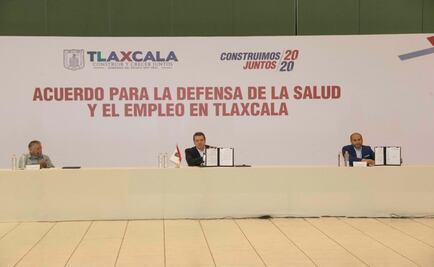 TLAXCALA
CONSTRUIR Y CRECER JUNTOS
CONSTRUIMOS 20
JUNTOS /20
ACUERDO PARA LA DEFENSA DE LA SALUD
Y EL EMPLEO EN TLAXCALA